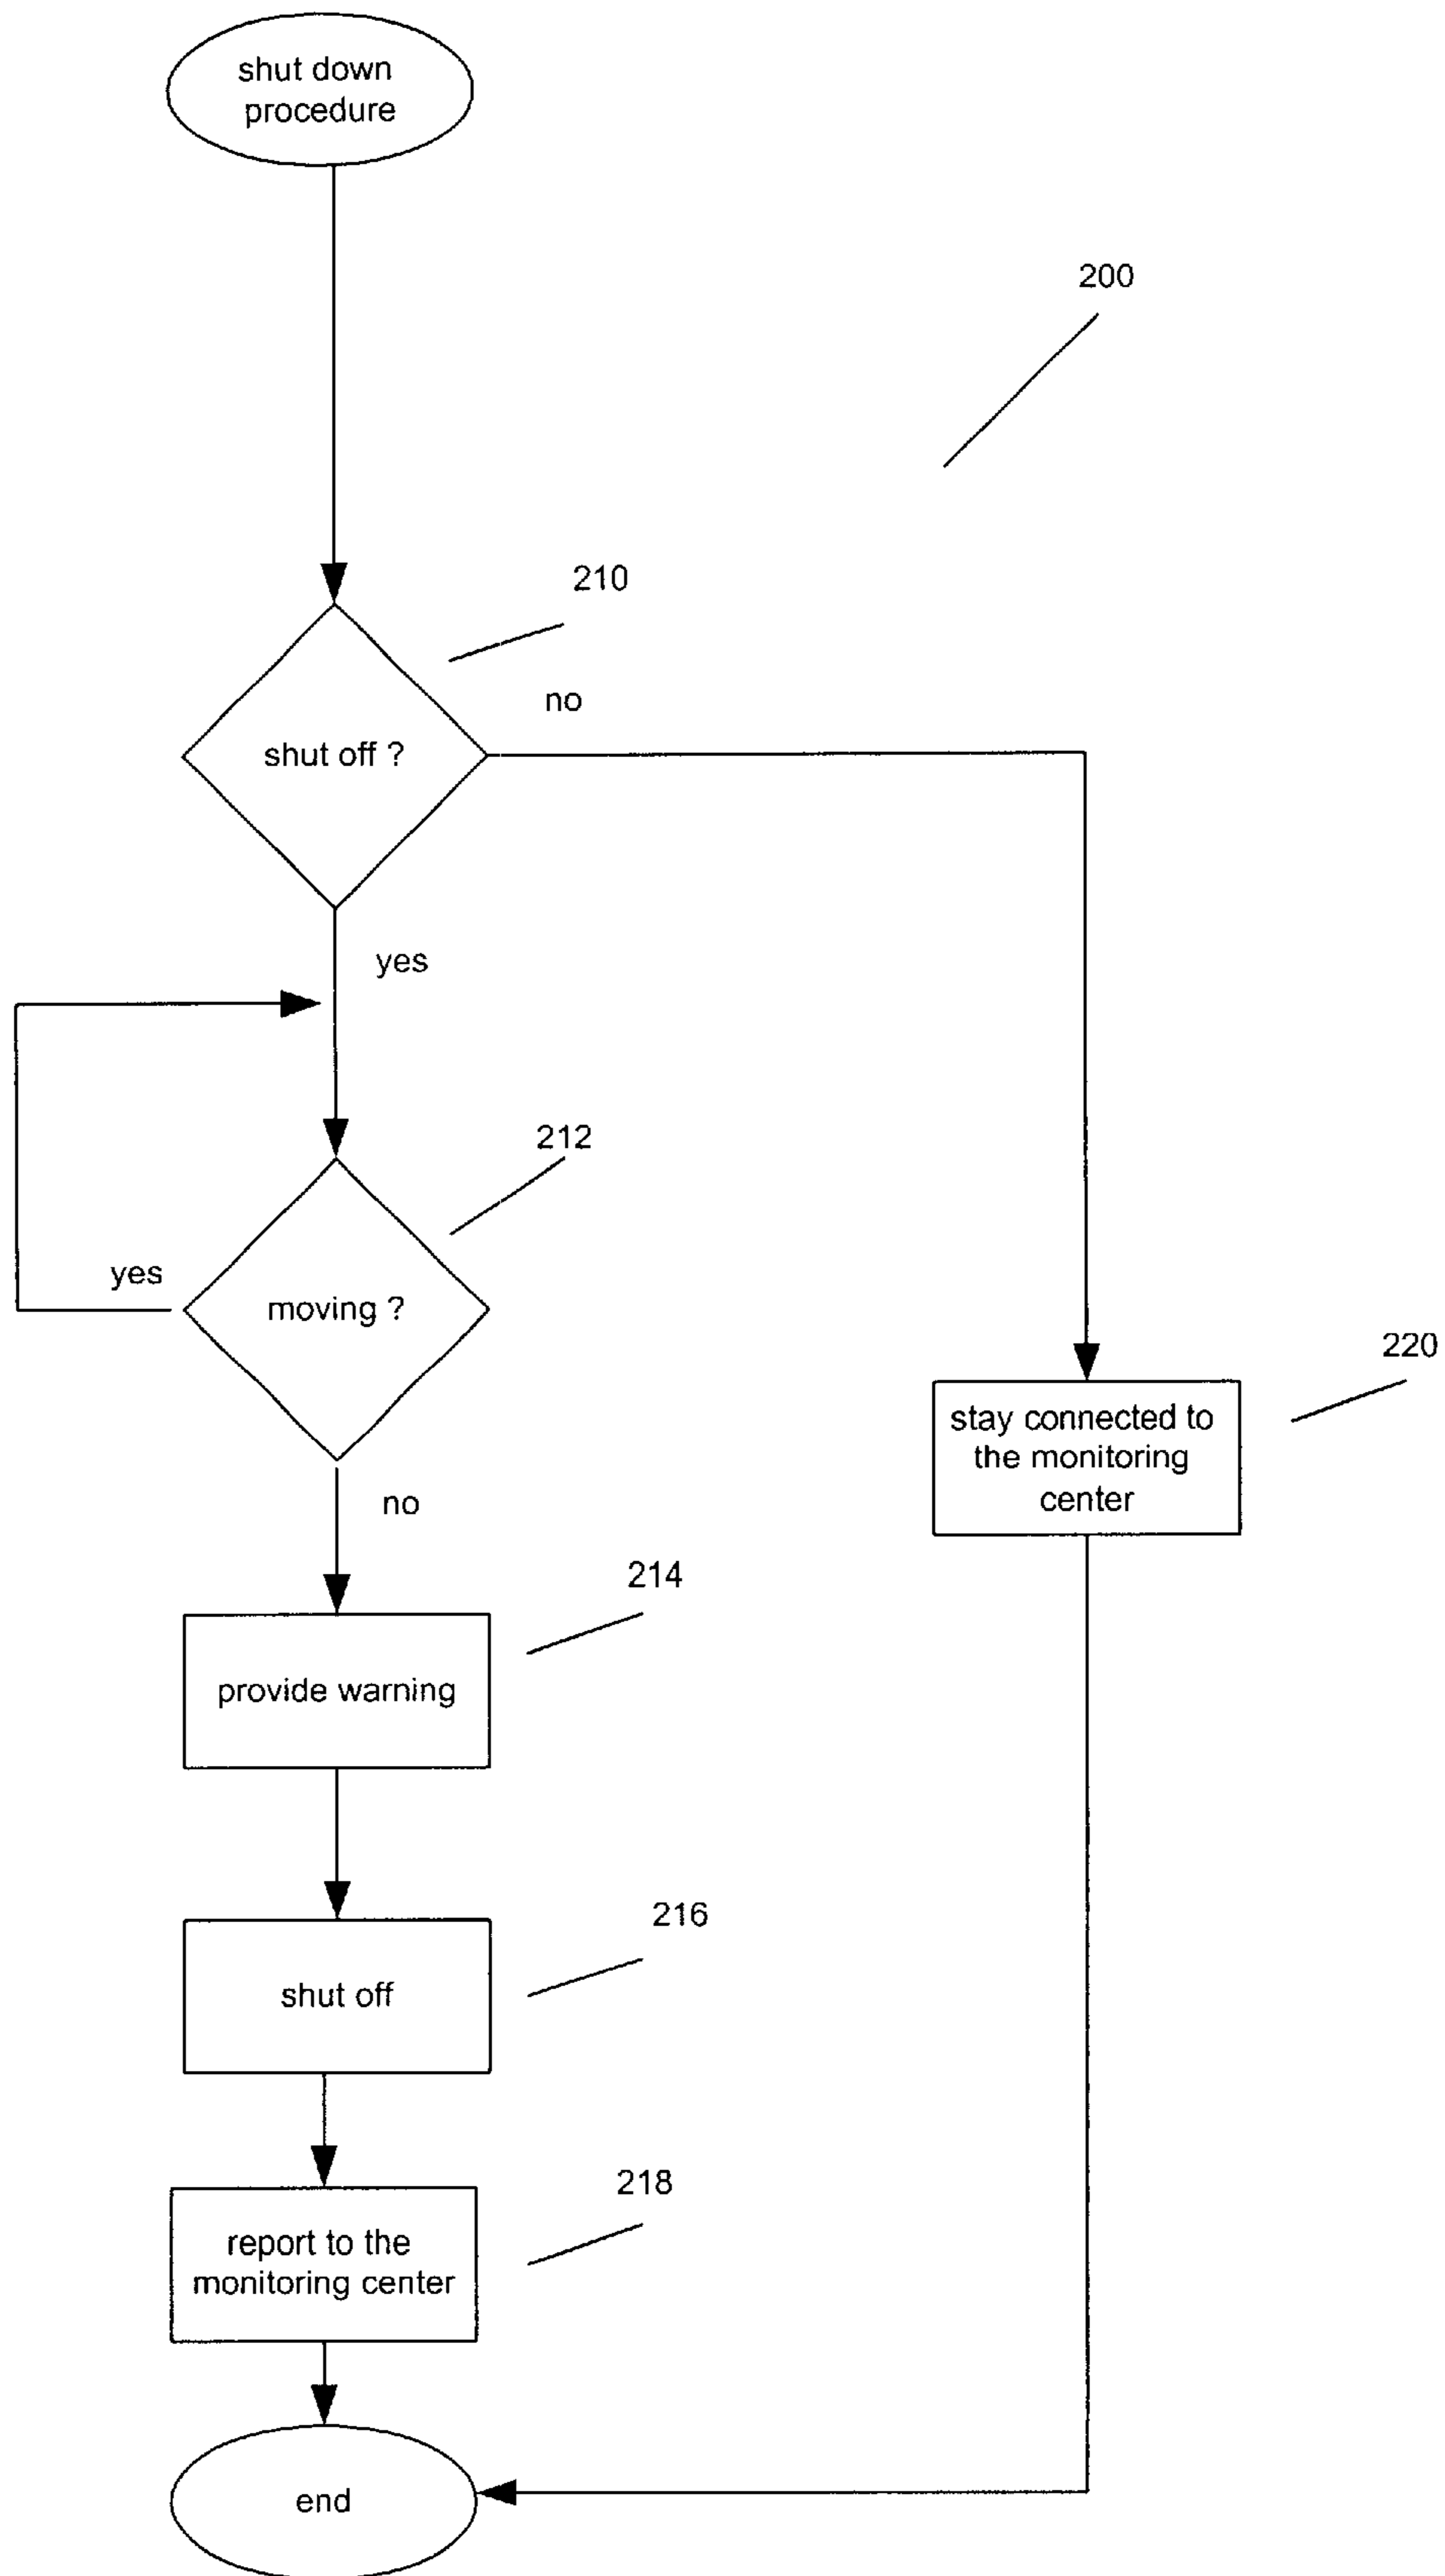 shut down
procedure
200
210
no
shut off ?
yes
212
yes
moving ?
220
stay connected to
the monitoring
center
no
214
provide warning
216
shut off
218
report to the
monitoring center
end